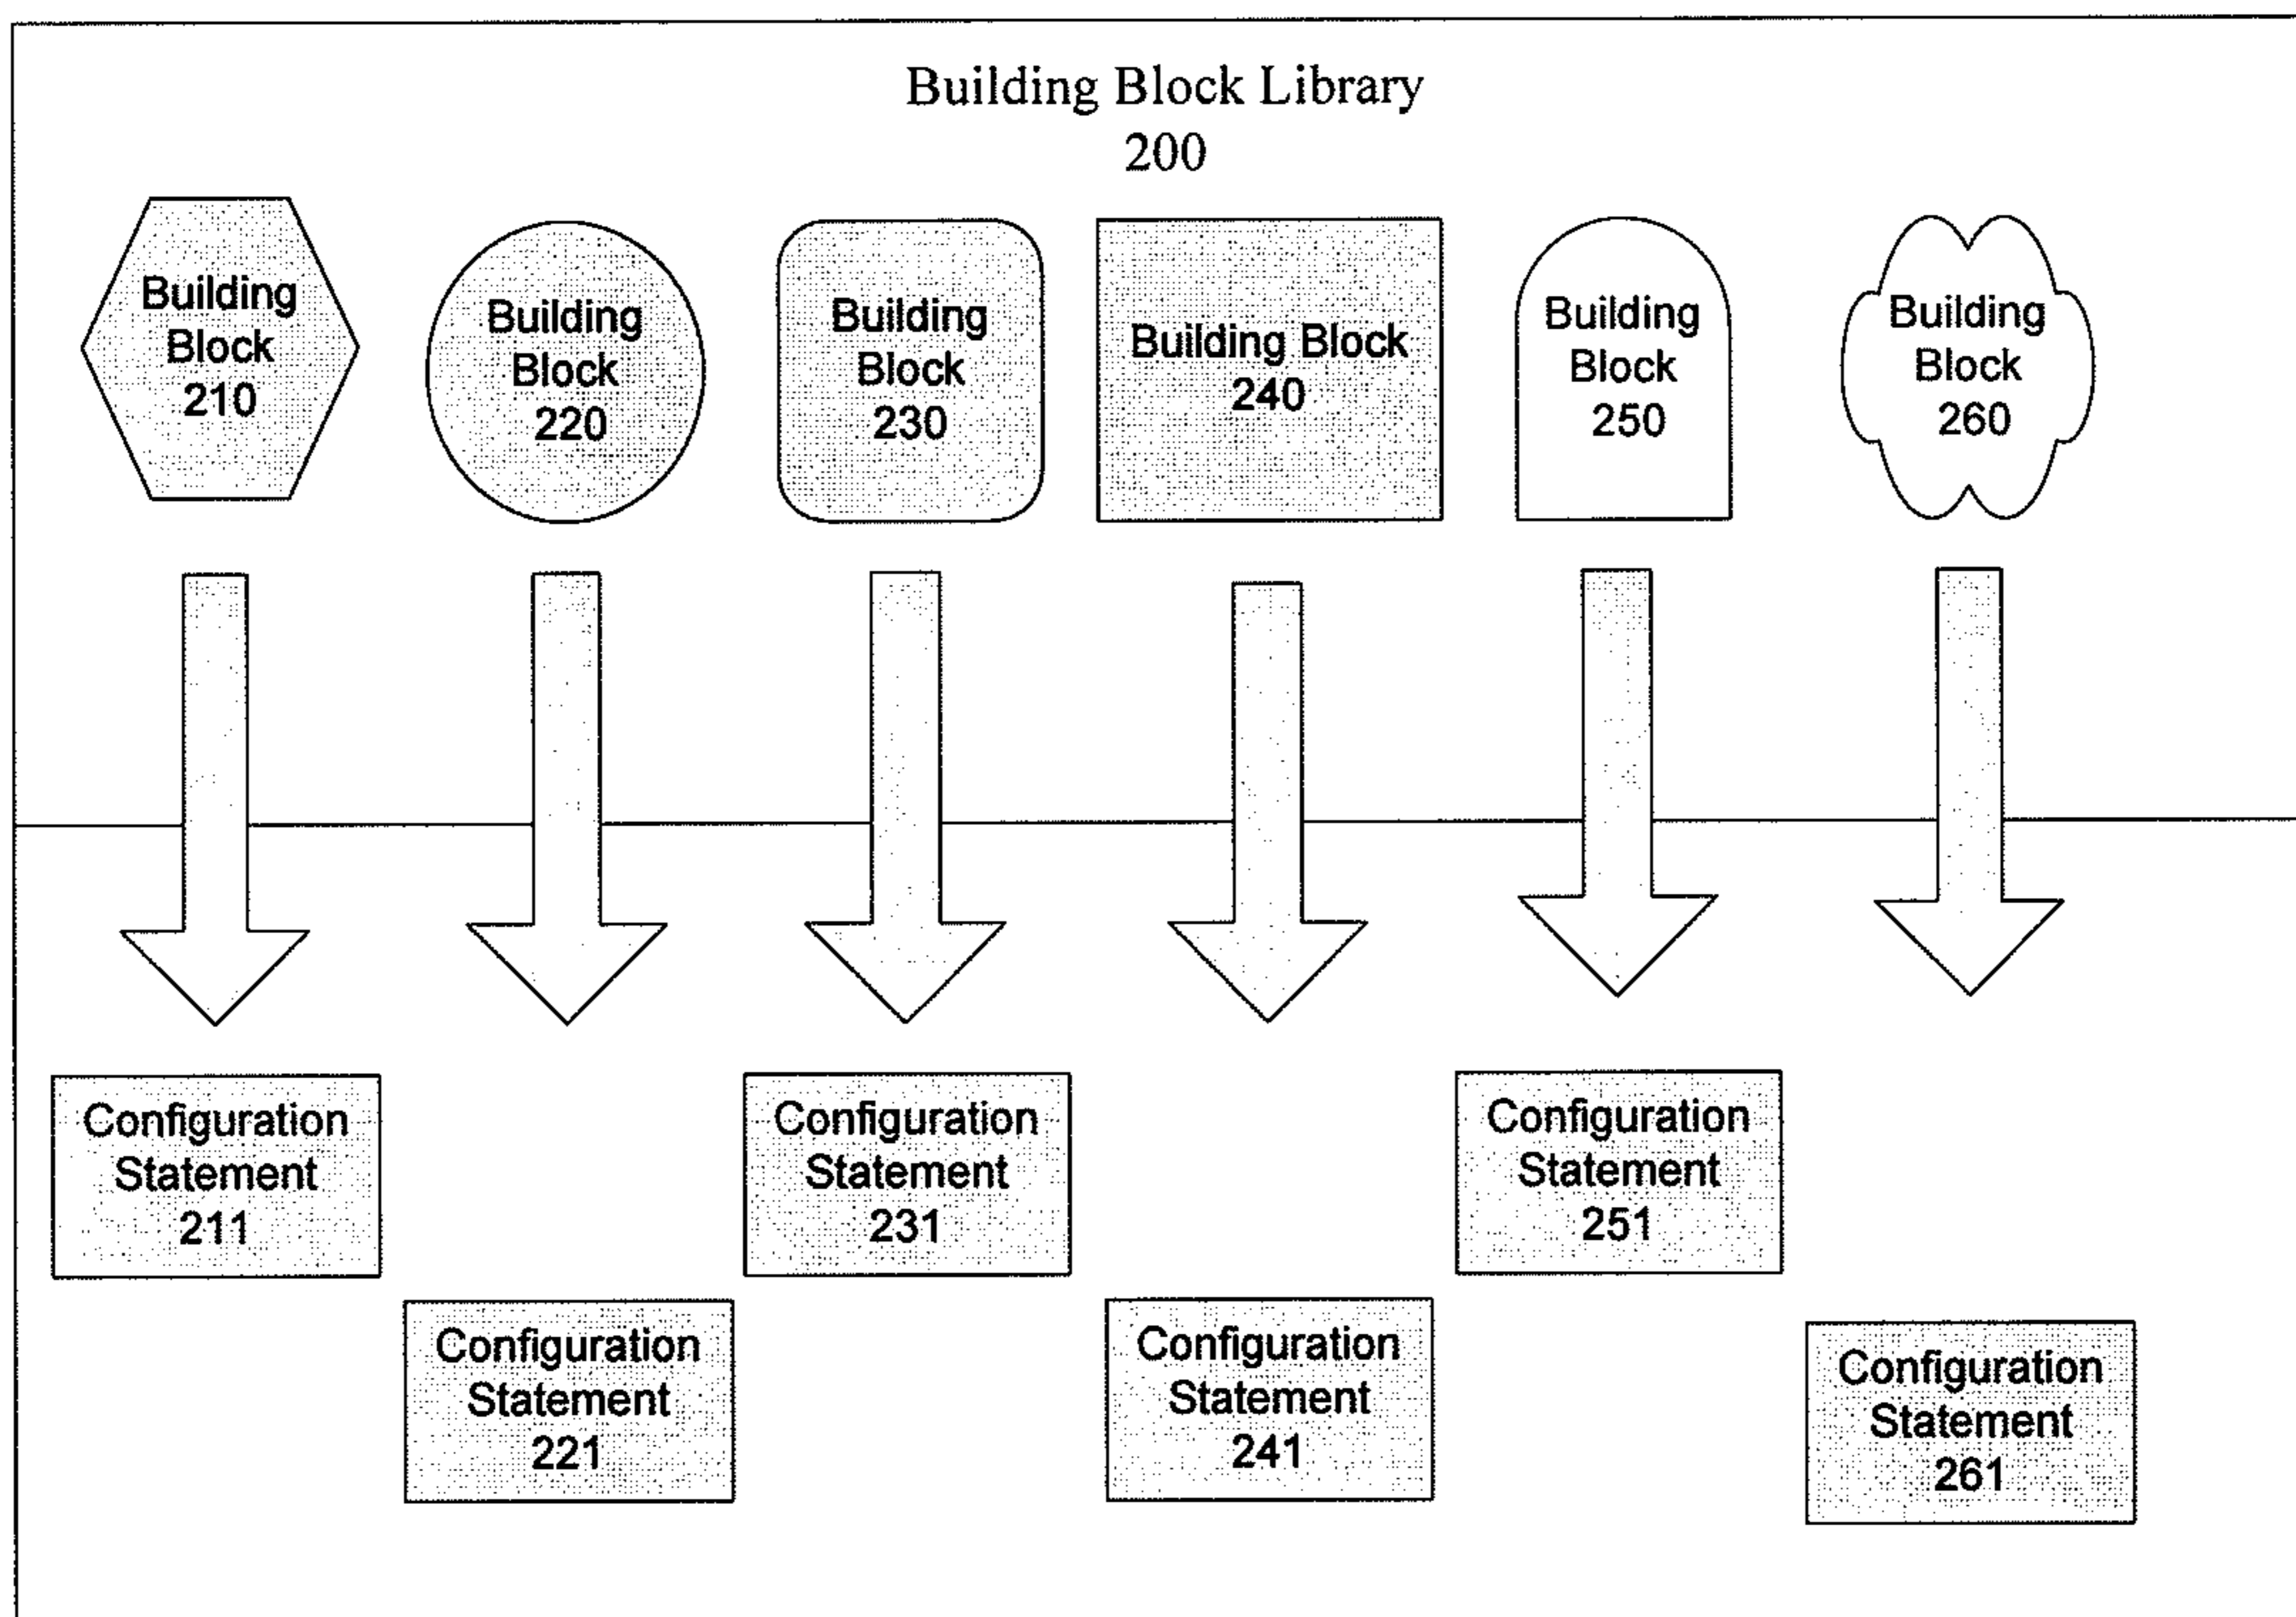 Building Block Library
200
Building
Block
210
Building
Block
220
Building
Block
230
Building Block
240
Building
Block
250
Building
Block
260
Configuration
Statement
211
Configuration
Statement
221
Configuration
Statement
231
Configuration
Statement
241
Configuration
Statement
251
Configuration
Statement
261